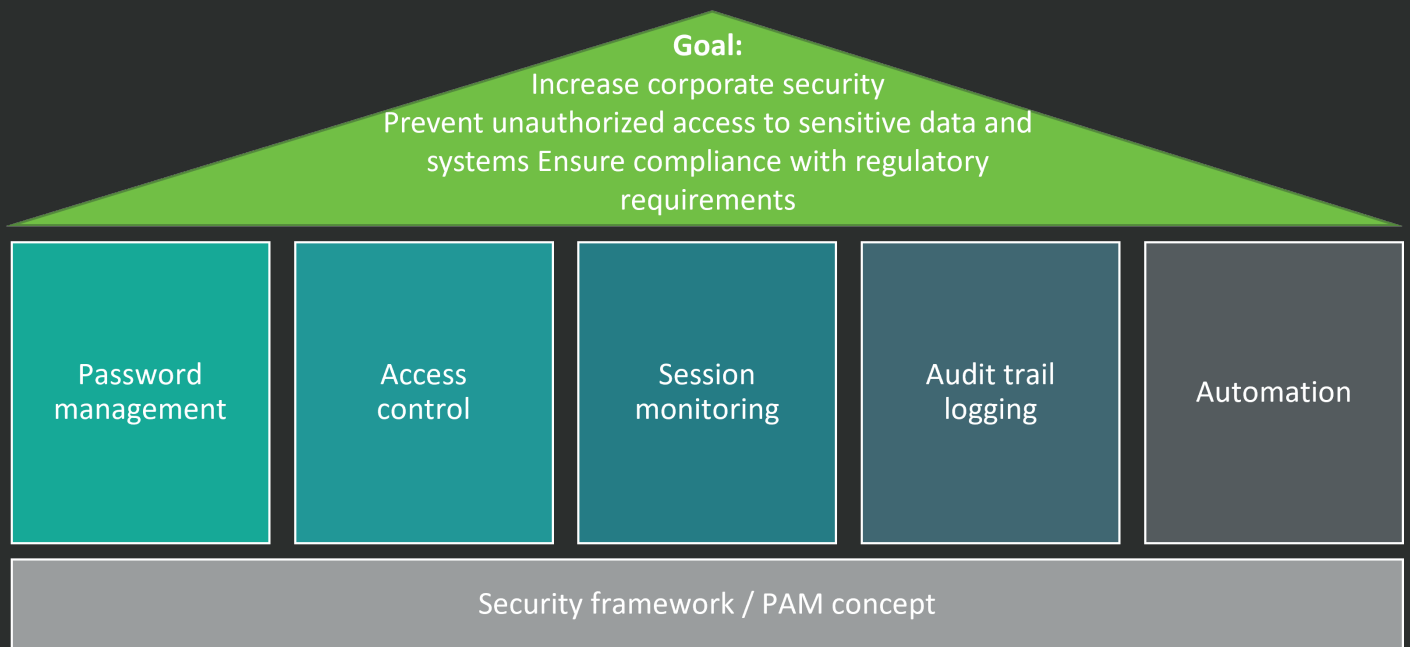 Goal:
Increase corporate security
Prevent unauthorized access to sensitive data and
systems Ensure compliance with regulatory
requirements
Password
management
Access
control
Session
monitoring
Audit trail
logging
Automation
Security framework / PAM concept